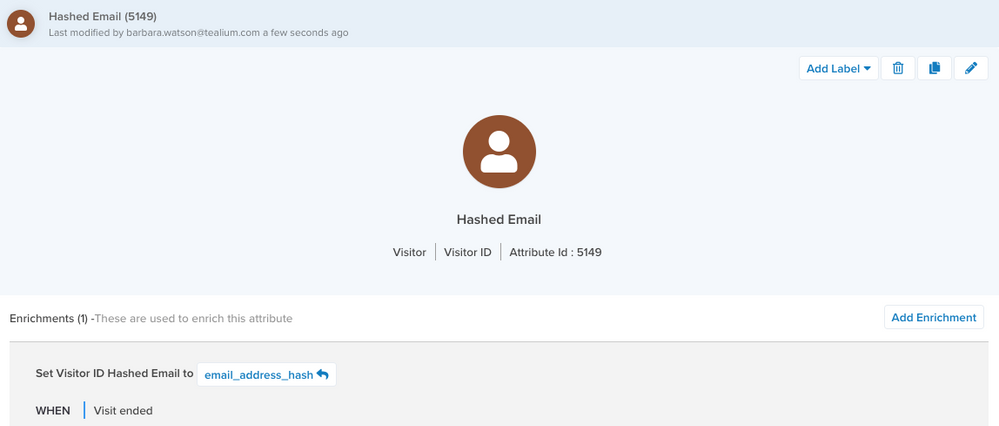 Hashed Email (5149)
Last modified by barbara.watson@tealium.com a few seconds ago
Add Label
Hashed Email
Visitor | Visitor ID | Attribute Id : 5149
Enrichments (1) -These are used to enrich this attribute
Add Enrichment
Set Visitor ID Hashed Email to email_address_hash
WHEN Visit ended